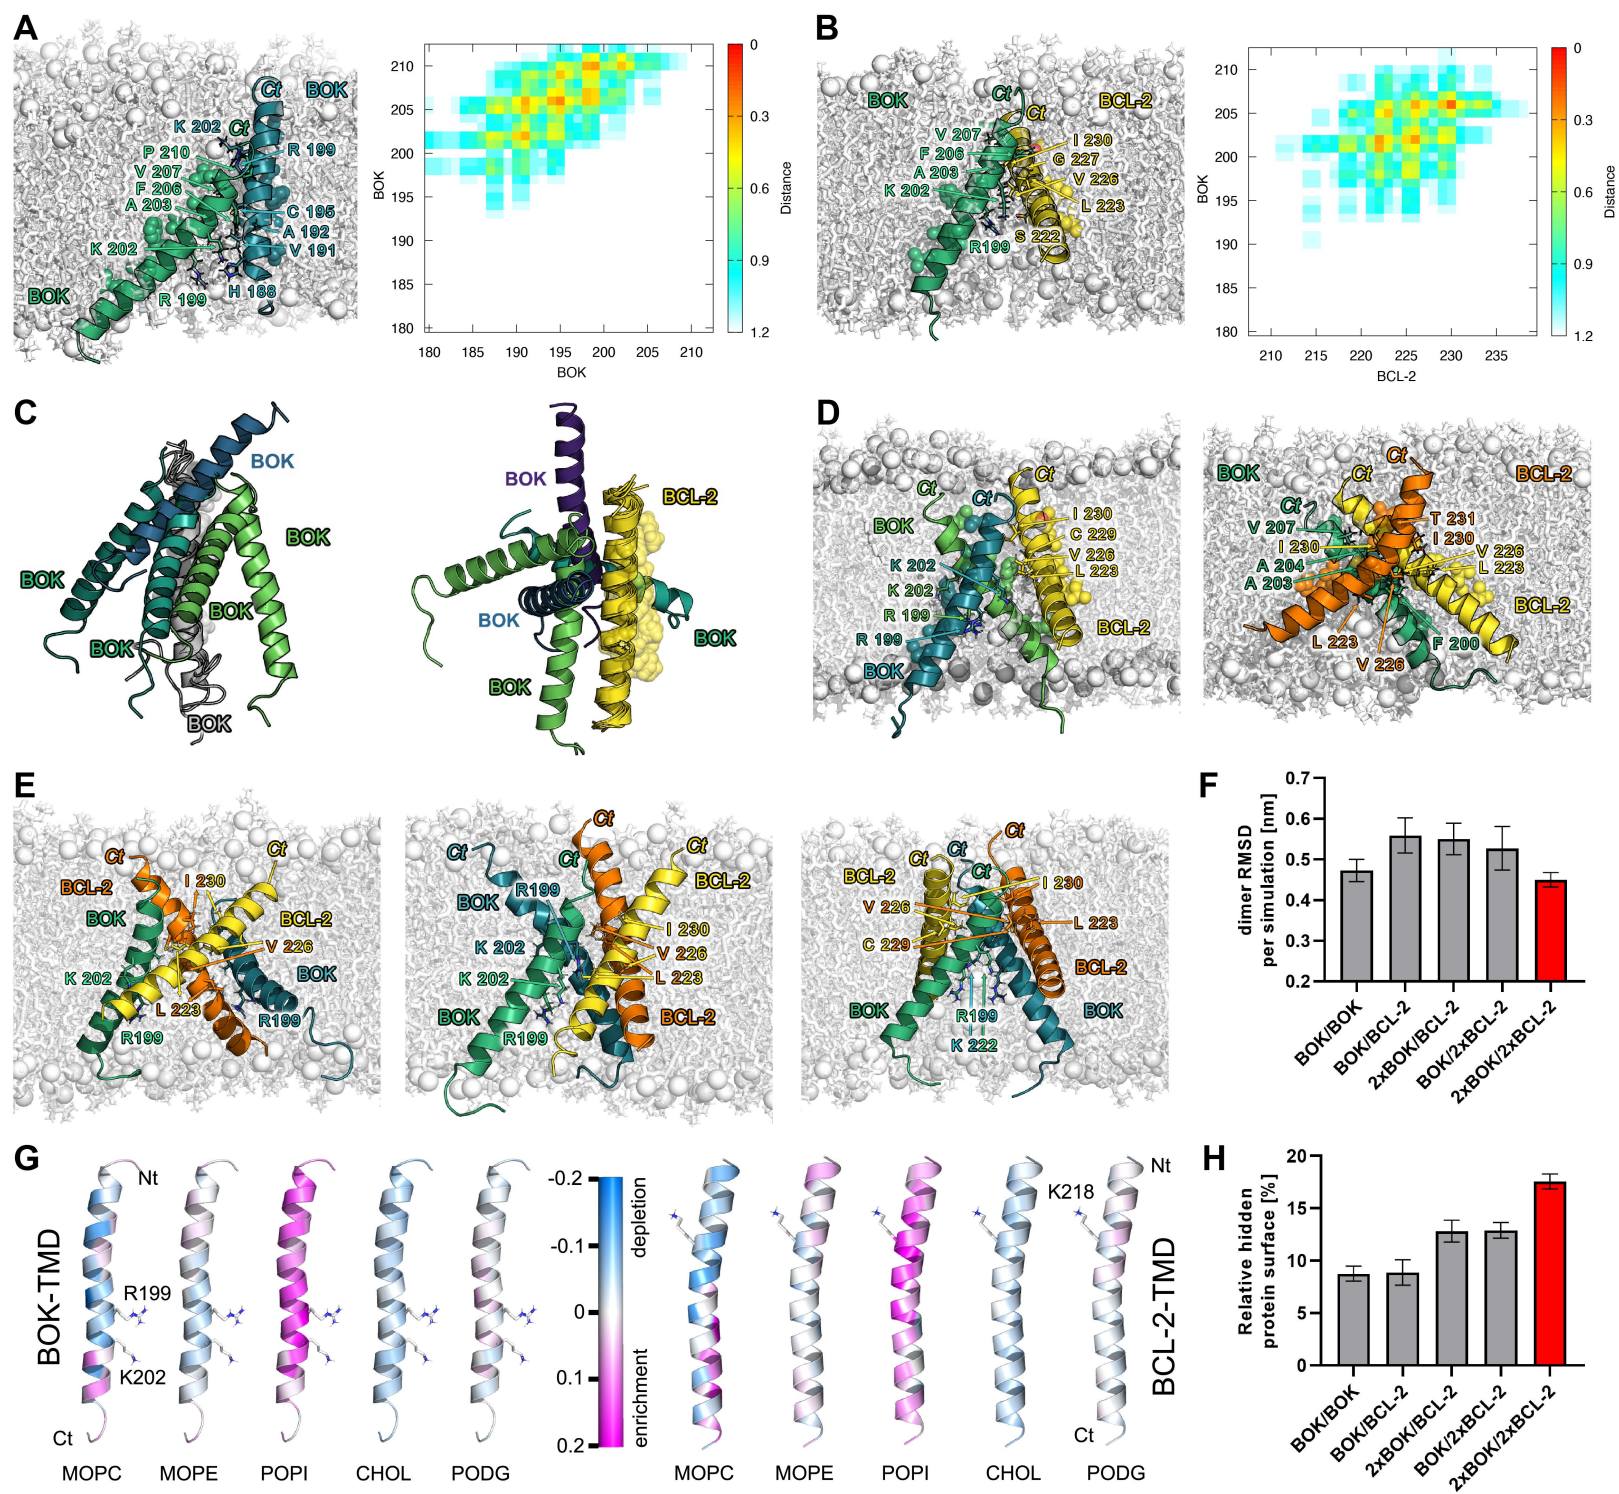 A
Ct
BOK
K 202
Ct
R 199
P 210
V 207
F 206
A 203
C 195
A 192
K 202
V 191
BOK
R 199
H 188
210
205
200
195
190
185
180
BOK
180
185
190
195
200
205
210
BOK
0
0.3
0.6
0.9
1.2
Distance
B
BOK
Ct
Ct
BCL-2
V 207
I 230
F 206
G 227
A 203
V 226
K 202
L 223
S 222
R199
210
205
200
195
190
185
180
BOK
210
215
220
225
230
235
BCL-2
0
0.3
0.6
0.9
1.2
Distance
C
BOK
BOK
BOK
BOK
BOK
BOK
BOK
BCL-2
BOK
BOK
BOK
D
Ct
Ct
Ct
BOK
I 230
C 229
V 226
K 202
L 223
K 202
R 199
R 199
BCL-2
BOK
BOK
Ct
Ct
BCL-2
Ct
V 207
T 231
I 230
I 230
V 226
A 204
L 223
A 203
BCL-2
L 223
F 200
V 226
E
Ct
Ct
BCL-2
I 230
BOK
BCL-2
V 226
K 202
BOK
L 223
R199
R199
Ct
Ct
Ct
Ct
R199
BCL-2
BOK
I 230
K 202
V 226
K 202
L 223
BOK
BCL-2
R199
Ct
Ct
Ct
Ct
BCL-2
I 230
V 226
L 223
C 229
BCL-2
BOK
BOK
R199
K 222
F
dimer RMSD
per simulation [nm]
0.7
0.6
0.5
0.4
0.3
0.2
BOK/BOK
BOK/BCL-2
2xBOK/BCL-2
BOK/2xBCL-2
2xBOK/2xBCL-2
G
BOK-TMD
Nt
R199
K202
Ct
MOPC
MOPE
POPI
CHOL
PODG
-0.2
-0.1
0
0.1
0.2
depletion
enrichment
Nt
K218
Ct
BCL-2-TMD
MOPC
MOPE
POPI
CHOL
PODG
H
Relative hidden
protein surface [%]
20
15
10
5
0
BOK/BOK
BOK/BCL-2
2xBOK/BCL-2
BOK/2xBCL-2
2xBOK/2xBCL-2